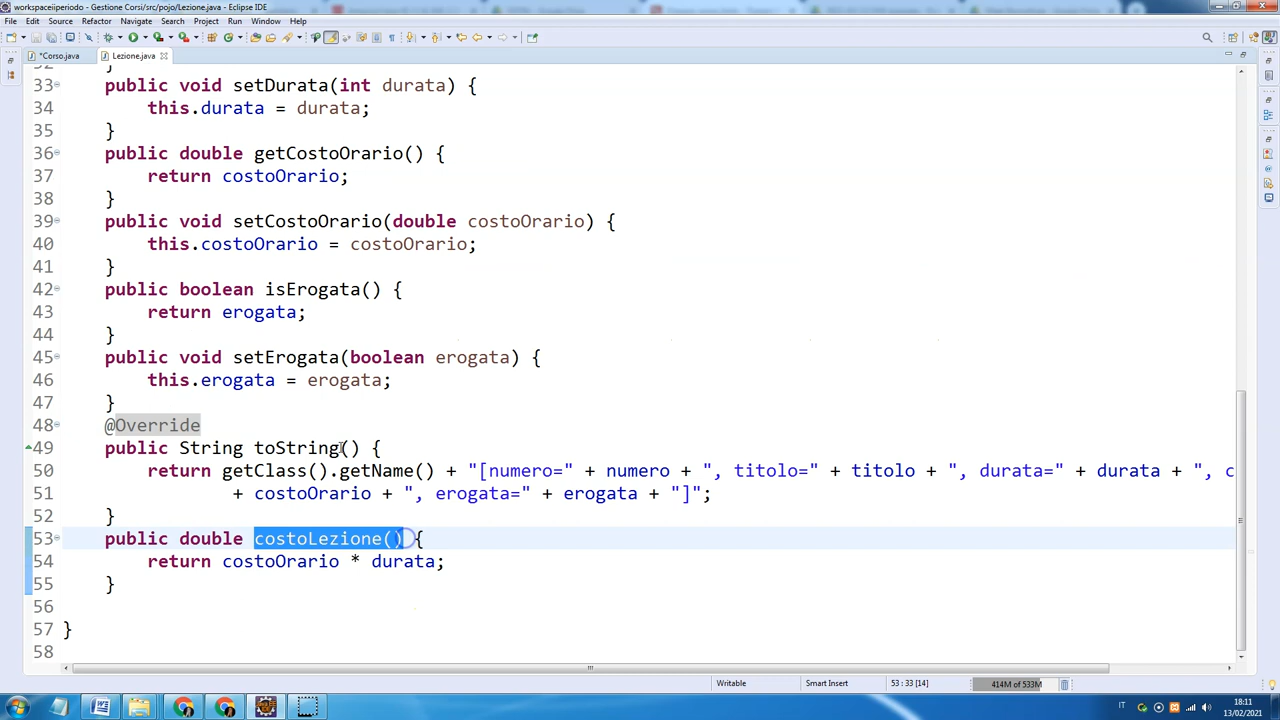 workspaceiiperiodo - Gestione Corsi/src/pojo/Lezione.java - Eclipse IDE
File Edit Source Refactor Navigate Search Project Run Window Help
*Corso.java Lezione.java
33 public void setDurata(int durata) {
34 this.durata = durata;
35 }
36 public double getCostoOrario() {
37 return costoOrario;
38 }
39 public void setCostoOrario(double costoOrario) {
40 this.costoOrario = costoOrario;
41 }
42 public boolean isErogata() {
43 return erogata;
44 }
45 public void setErogata(boolean erogata) {
46 this.erogata = erogata;
47 }
48 @Override
49 public String toString() {
50 return getClass().getName() + "[numero=" + numero + ", titolo=" + titolo + ", durata=" + durata + ", c
51 + costoOrario + ", erogata=" + erogata + "]";
52 }
53 public double costoLezione() {
54 return costoOrario * durata;
55 }
56
57 }
58
Writable Smart Insert 53 : 33 [14] 414M of 533M
IT 18:11
13/02/2021